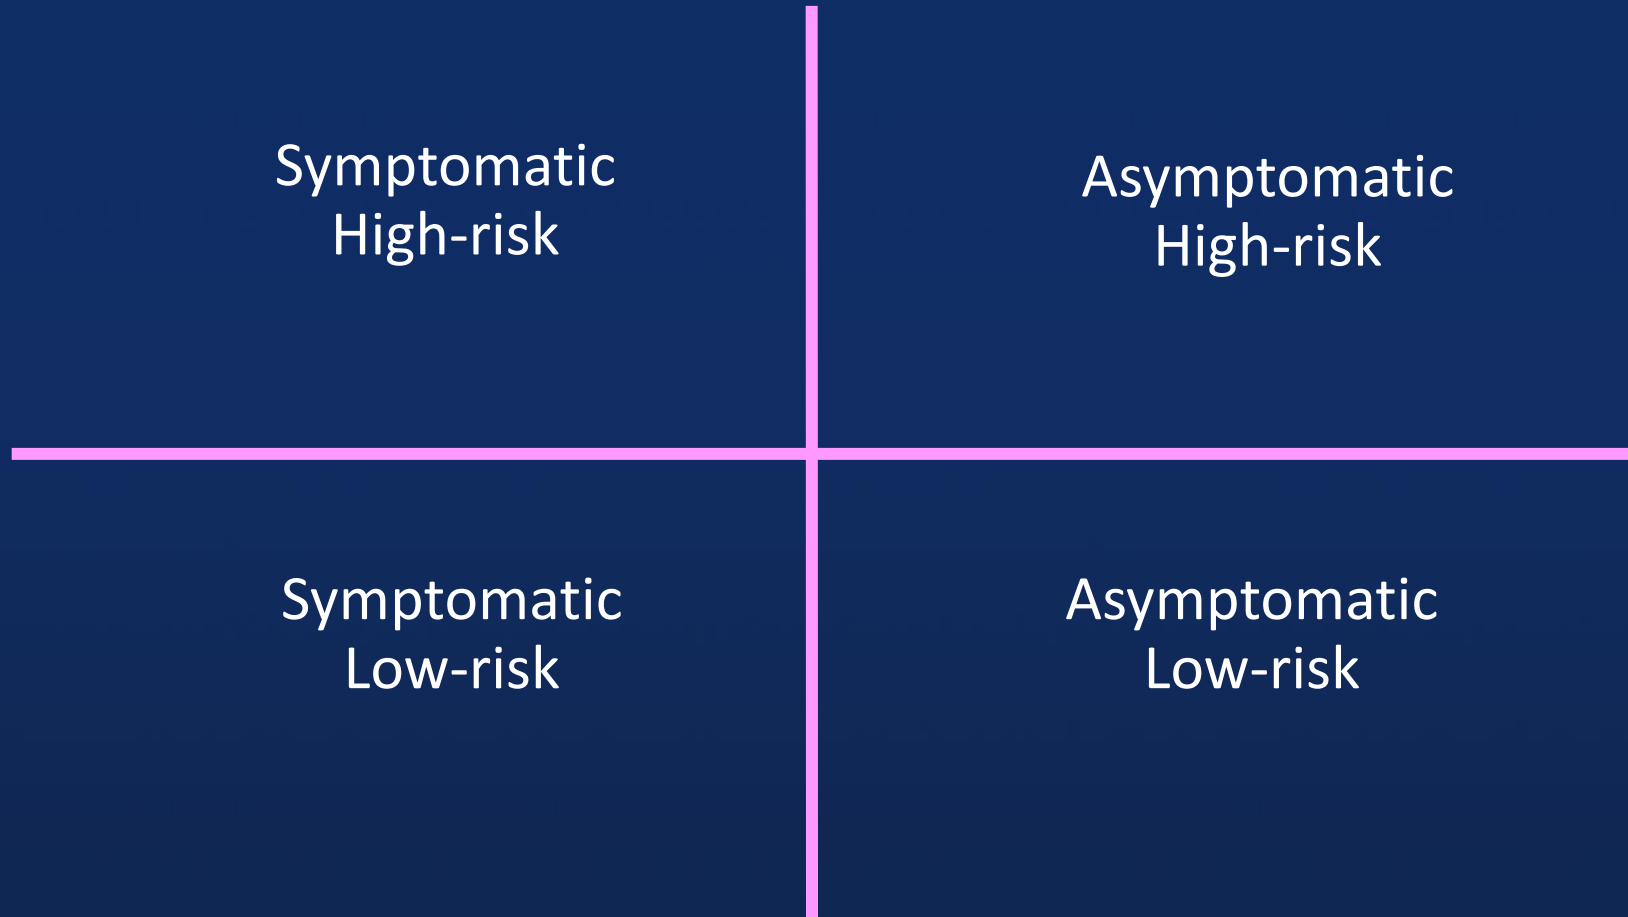 Symptomatic
High-risk
Asymptomatic
High-risk
Symptomatic
Low-risk
Asymptomatic
Low-risk